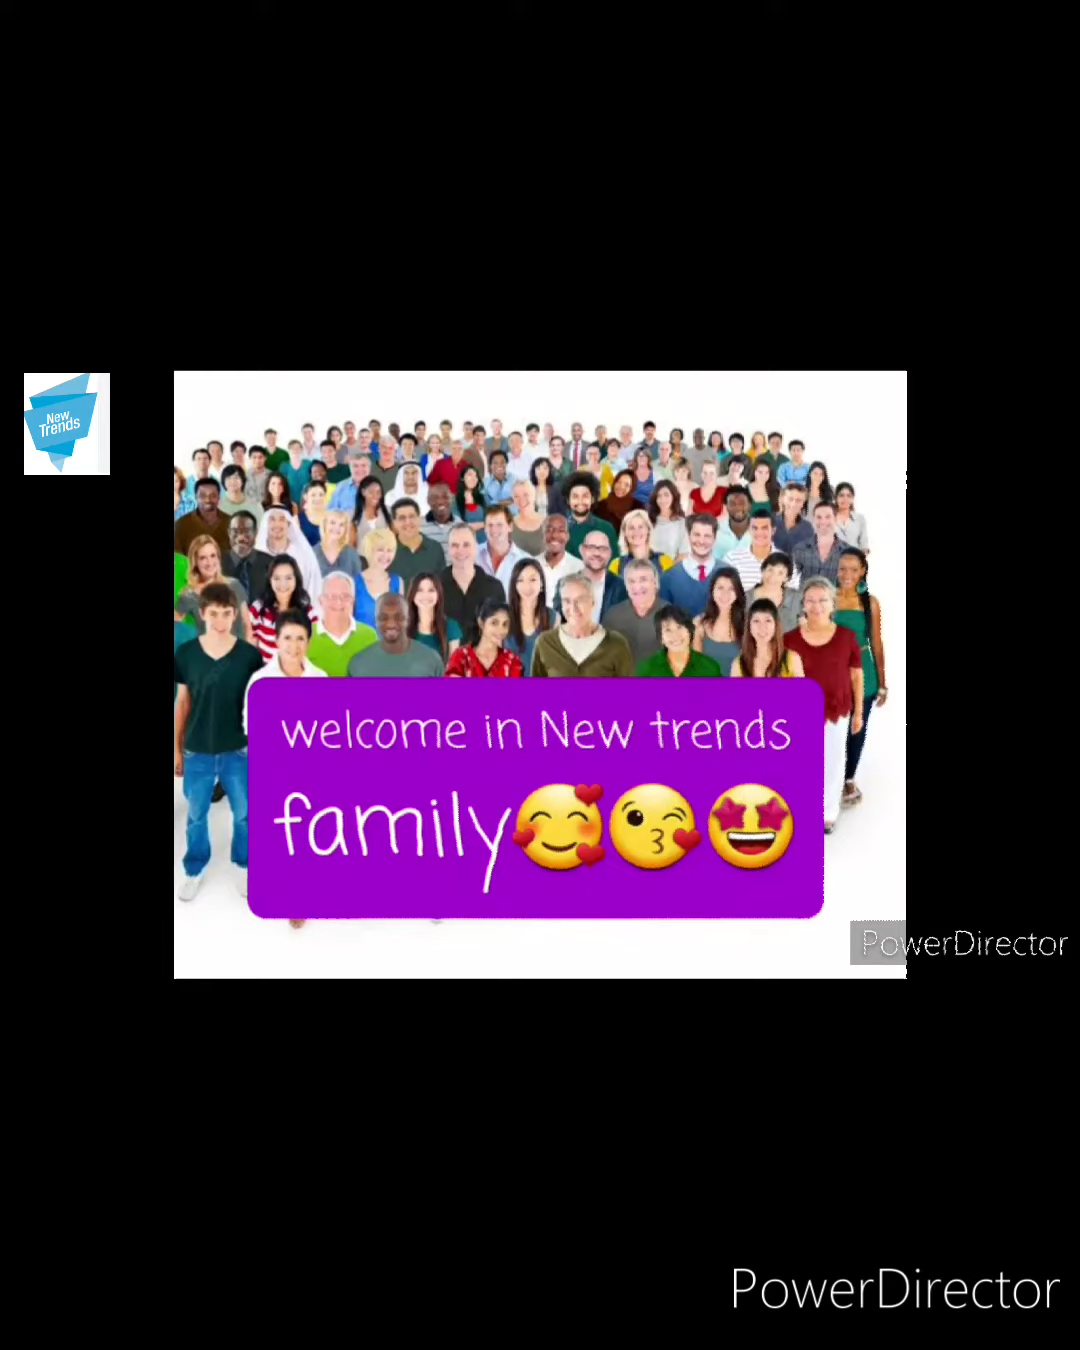 New
Trends
welcome in New trends
family🥰😘🤩
PowerDirector
PowerDirector